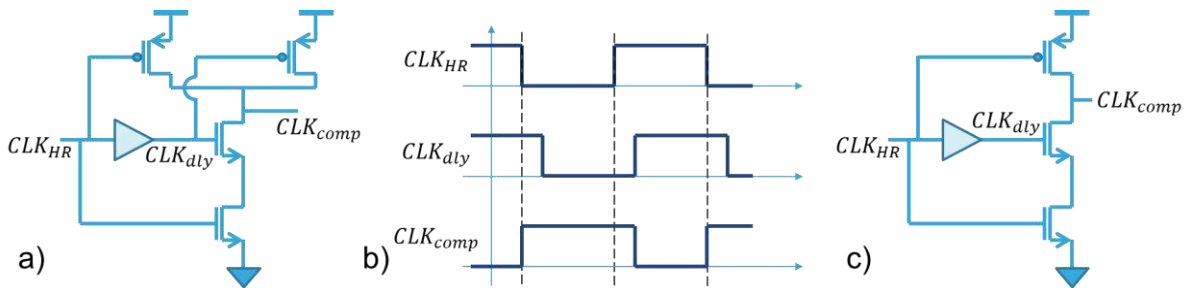 CLK_HR
CLK_dly
CLK_comp
a)
CLK_HR
CLK_dly
CLK_comp
b)
CLK_HR
CLK_dly
CLK_comp
c)